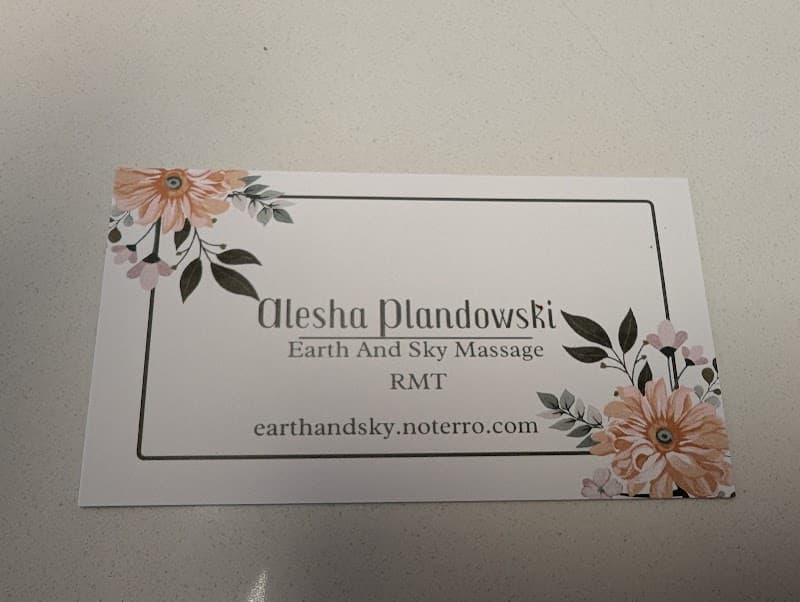 Alesha Plandowski
Earth And Sky Massage
RMT
earthandsky.noterro.com